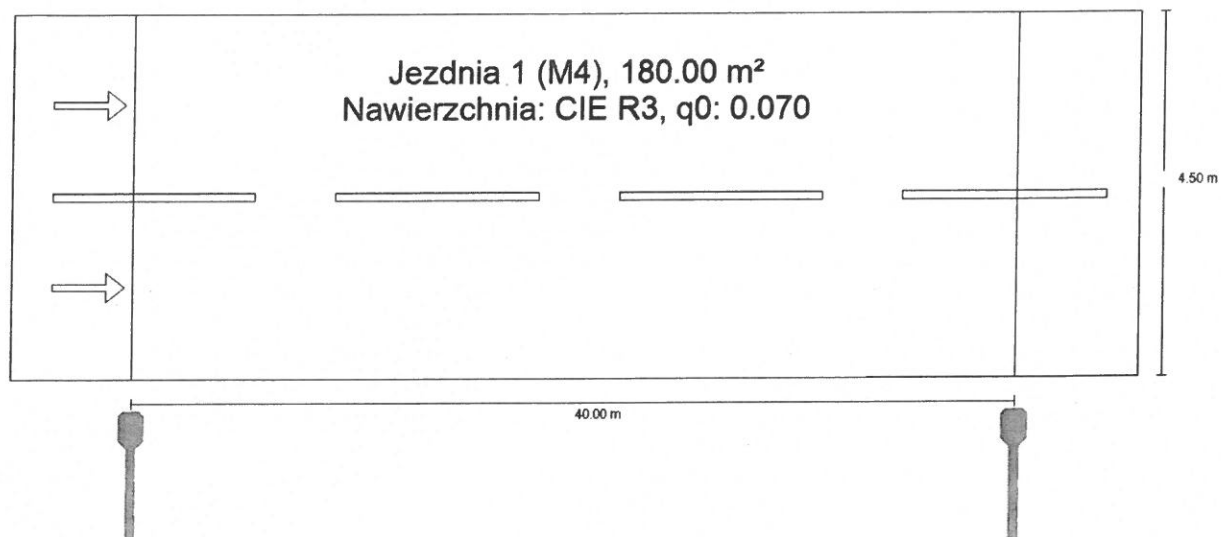 Jezdnia 1 (M4), 180.00 m²
Nawierzchnia: CIE R3, q0: 0.070
4.50 m
40.00 m